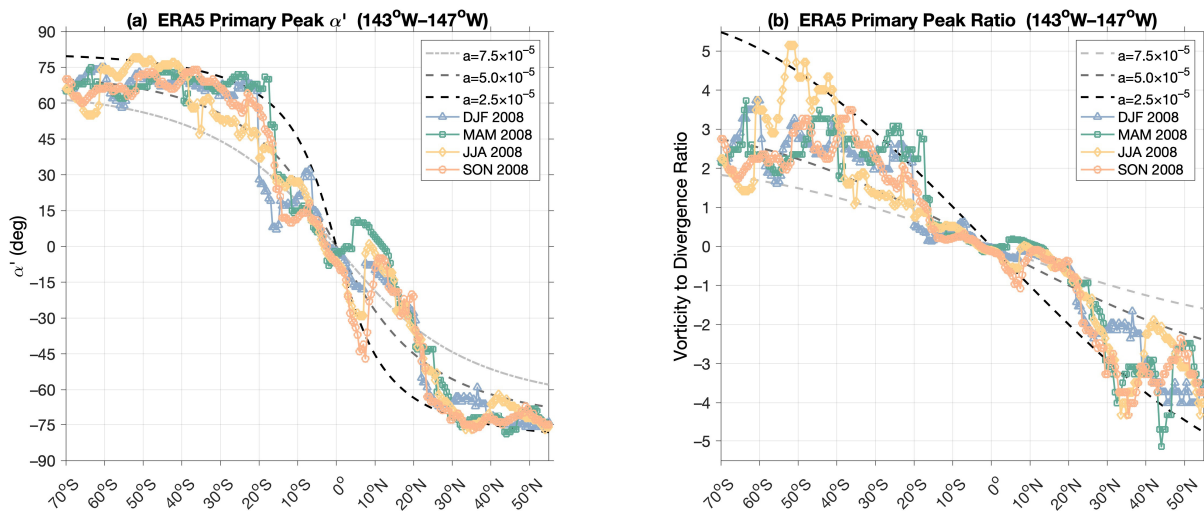 (a) ERA5 Primary Peak α' (143°W–147°W)
α' (deg)
90
75
60
45
30
15
0
−15
−30
−45
−60
−75
−90
a=7.5×10⁻⁵
a=5.0×10⁻⁵
a=2.5×10⁻⁵
DJF 2008
MAM 2008
JJA 2008
SON 2008
70°S
60°S
50°S
40°S
30°S
20°S
10°S
0°
10°N
20°N
30°N
40°N
50°N
(b) ERA5 Primary Peak Ratio (143°W–147°W)
Vorticity to Divergence Ratio
5
4
3
2
1
0
−1
−2
−3
−4
−5
a=7.5×10⁻⁵
a=5.0×10⁻⁵
a=2.5×10⁻⁵
DJF 2008
MAM 2008
JJA 2008
SON 2008
70°S
60°S
50°S
40°S
30°S
20°S
10°S
0°
10°N
20°N
30°N
40°N
50°N